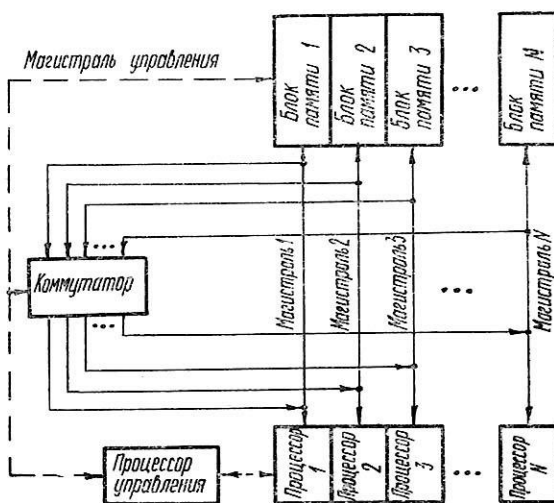 Магистраль управления
Блок памяти 1
Блок памяти 2
Блок памяти 3
...
Блок памяти N
...
Коммутатор
...
Магистраль 1
Магистраль 2
Магистраль 3
...
Магистраль N
Процессор управления
Процессор 1
Процессор 2
Процессор 3
...
Процессор N